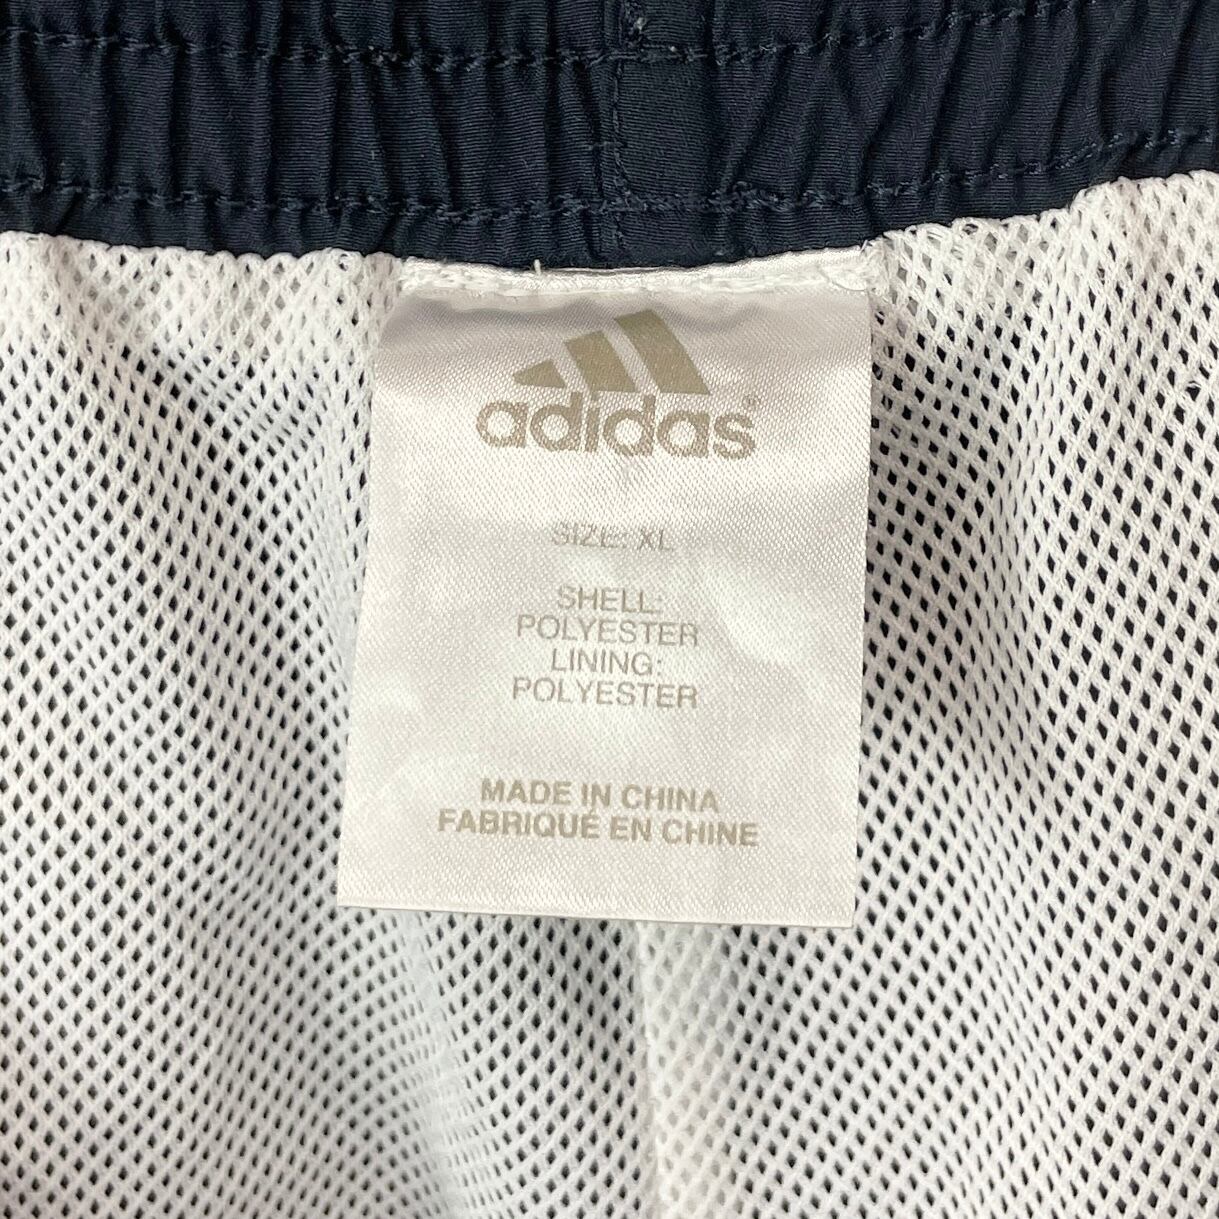 adidas
SIZE: XL
SHELL:
POLYESTER
LINING:
POLYESTER
MADE IN CHINA
FABRIQUÉ EN CHINE